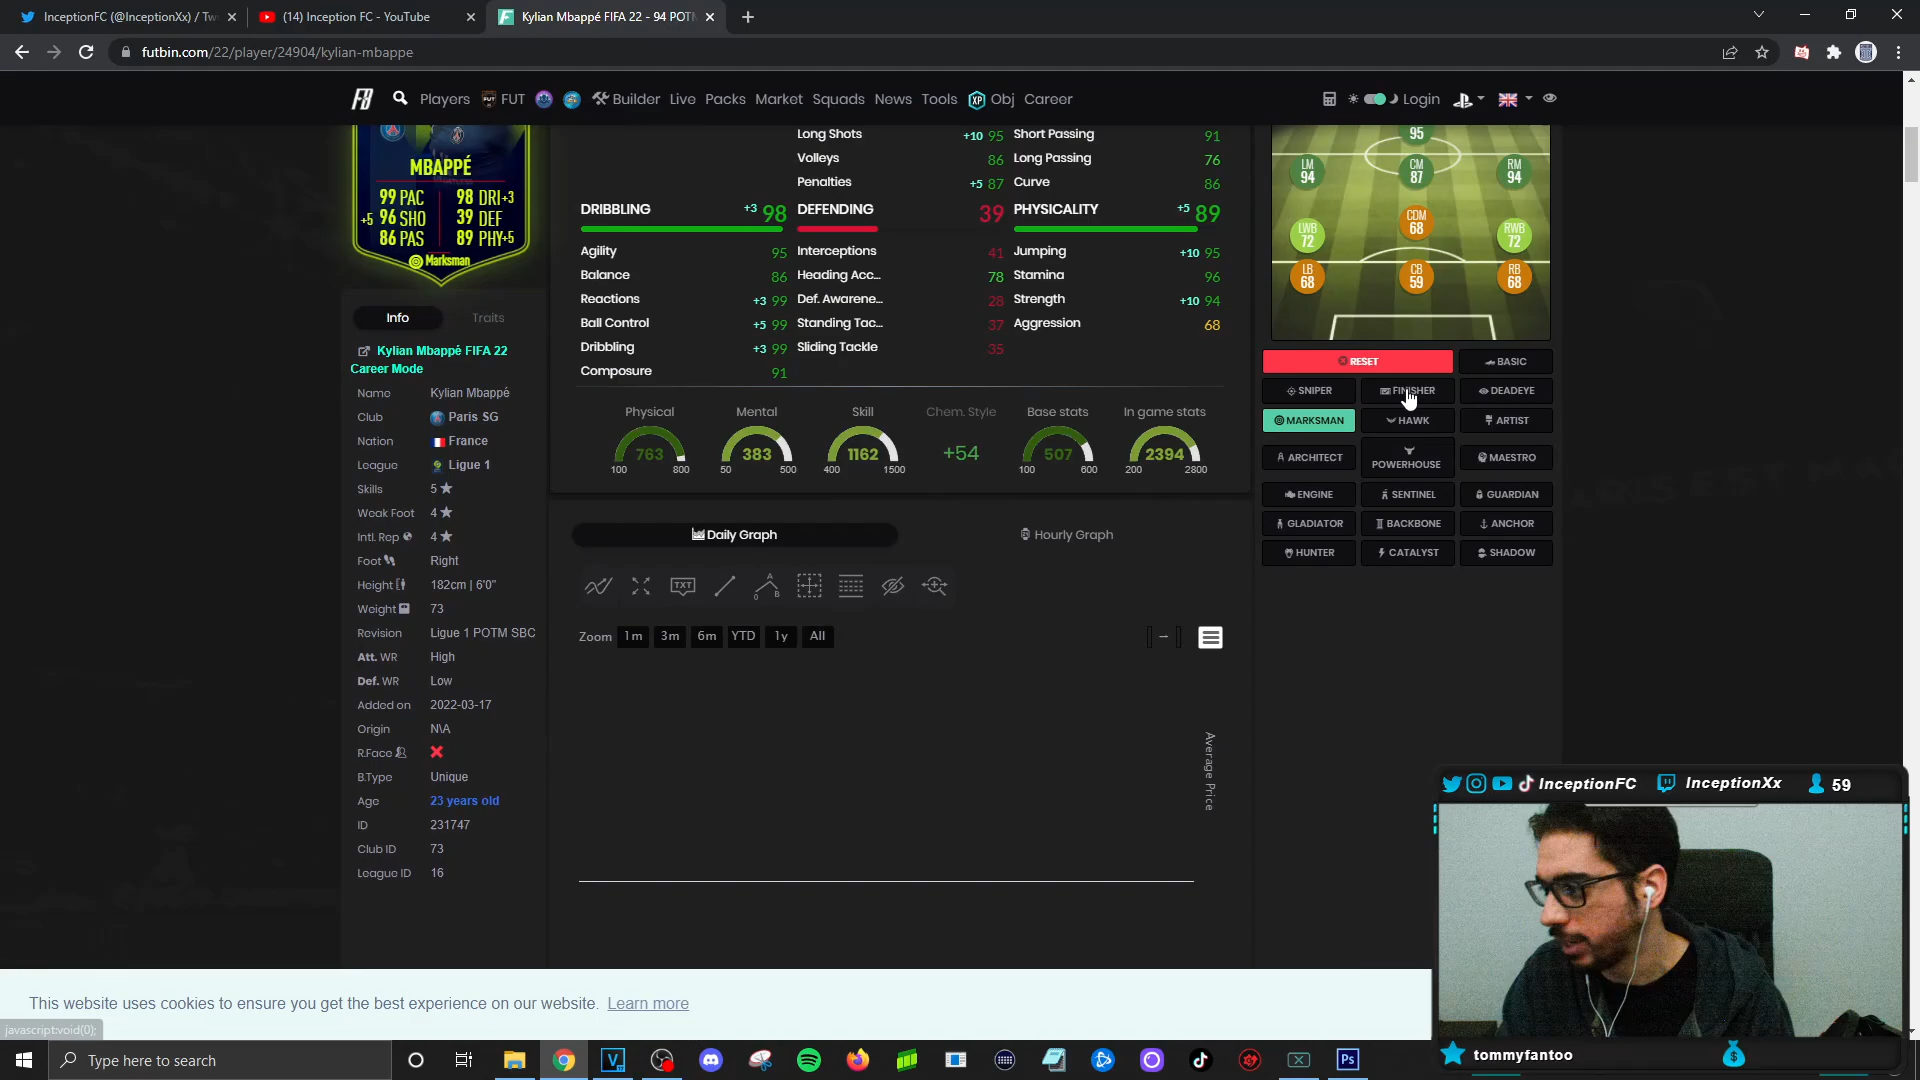 InceptionFC (@InceptionXx) / Tw
(14) Inception FC - YouTube
Kylian Mbappé FIFA 22 - 94 POTM
futbin.com/22/player/24904/kylian-mbappe
Players FUT Builder Live Packs Market Squads News Tools XP Obj Career Login
MBAPPÉ
99 PAC 98 DRI+3
+5 96 SHO 39 DEF
86 PAS 89 PHY+5
Marksman
Long Shots +10 95 Short Passing 91
Volleys 86 Long Passing 76
Penalties +5 87 Curve 86
DRIBBLING +3 98 DEFENDING 39 PHYSICALITY +5 89
Agility 95 Interceptions 41 Jumping +10 95
Balance 86 Heading Acc... 78 Stamina 96
Reactions +3 99 Def. Awarene... 28 Strength +10 94
Ball Control +5 99 Standing Tac... 37 Aggression 68
Dribbling +3 99 Sliding Tackle 35
Composure 91
95
LM 94 CM 87 RM 94
CDM 68
LWB 72 RWB 72
LB 68 CB 59 RB 68
RESET BASIC
SNIPER FINISHER DEADEYE
MARKSMAN HAWK ARTIST
ARCHITECT POWERHOUSE MAESTRO
ENGINE SENTINEL GUARDIAN
GLADIATOR BACKBONE ANCHOR
HUNTER CATALYST SHADOW
Info Traits
Kylian Mbappé FIFA 22
Career Mode
Name Kylian Mbappé
Club Paris SG
Nation France
League Ligue 1
Skills 5
Weak Foot 4
Intl. Rep 4
Foot Right
Height 182cm | 6'0"
Weight 73
Revision Ligue 1 POTM SBC
Att. WR High
Def. WR Low
Added on 2022-03-17
Origin N\A
R.Face
B.Type Unique
Age 23 years old
ID 231747
Club ID 73
League ID 16
Physical Mental Skill Chem. Style Base stats In game stats
763 383 1162 +54 507 2394
100 800 50 500 400 1500 100 600 200 2800
Daily Graph Hourly Graph
TXT
A
0 B
Zoom 1m 3m 6m YTD 1y All
Average Price
InceptionFC InceptionXx 59
This website uses cookies to ensure you get the best experience on our website. Learn more
javascript:void(0);
tommyfantoo
Type here to search
V
Ps